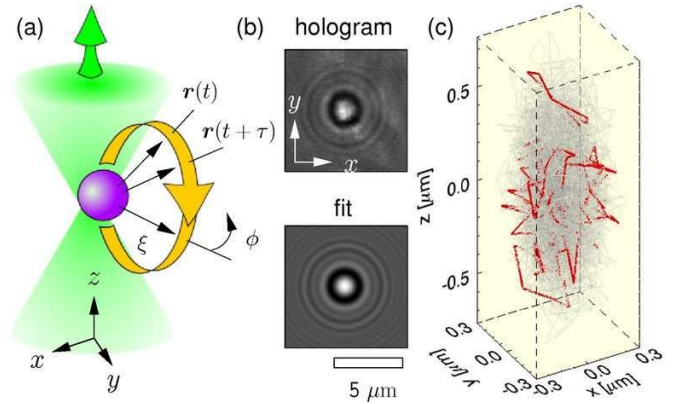 (a)
r(t)
r(t + τ)
ξ
ϕ
z
x
y
(b)
hologram
y
x
fit
5 μm
(c)
0.5
0.0
-0.5
z [μm]
0.3
0.0
-0.3
y [μm]
-0.3
0.0
0.3
x [μm]